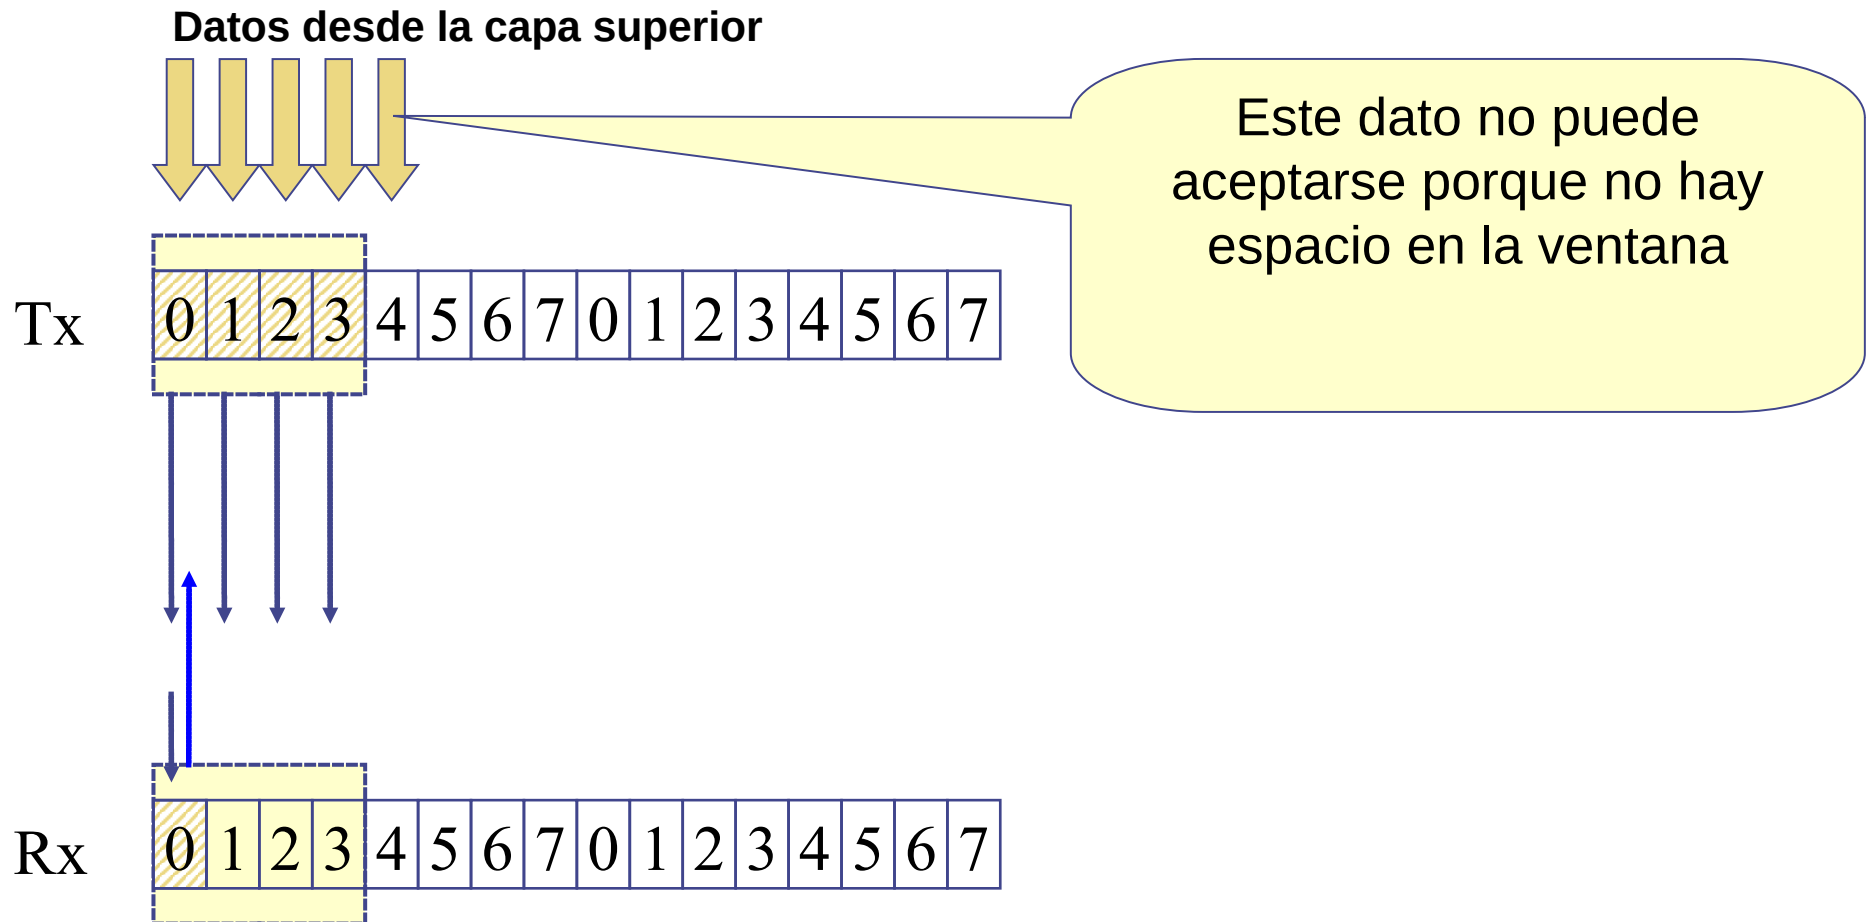 Datos desde la capa superior
Este dato no puede
aceptarse porque no hay
espacio en la ventana
Tx 0 1 2 3 4 5 6 7 0 1 2 3 4 5 6 7
Rx 0 1 2 3 4 5 6 7 0 1 2 3 4 5 6 7